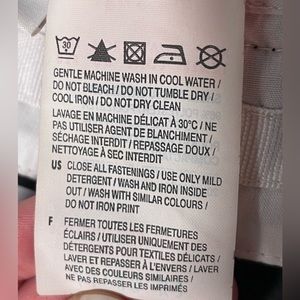 30
GENTLE MACHINE WASH IN COOL WATER /
DO NOT BLEACH / DO NOT TUMBLE DRY /
COOL IRON / DO NOT DRY CLEAN
LAVAGE EN MACHINE DÉLICAT À 30°C / NE
PAS UTILISER AGENT DE BLANCHIMENT /
SÉCHAGE INTERDIT / REPASSAGE DOUX /
NETTOYAGE À SEC INTERDIT
US CLOSE ALL FASTENINGS / USE ONLY MILD
DETERGENT / WASH AND IRON INSIDE
OUT / WASH WITH SIMILAR COLOURS /
DO NOT IRON PRINT
F FERMER TOUTES LES FERMETURES
ÉCLAIRS / UTILISER UNIQUEMENT DES
DÉTERGENTS POUR TEXTILES DÉLICATS /
LAVER ET REPASSER À L'ENVERS / LAVER
AVEC DES COULEURS SIMILAIRES /
NE PAS REPASSER LES IMPRIMÉS